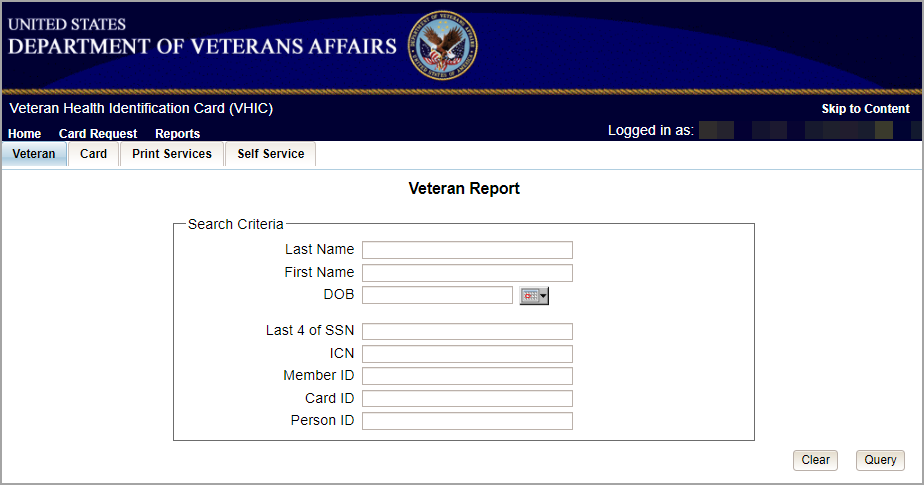 UNITED STATES
DEPARTMENT OF VETERANS AFFAIRS
Veteran Health Identification Card (VHIC)
Skip to Content
Home Card Request Reports
Logged in as:
Veteran Card Print Services Self Service
Veteran Report
Search Criteria
Last Name
First Name
DOB
Last 4 of SSN
ICN
Member ID
Card ID
Person ID
Clear Query